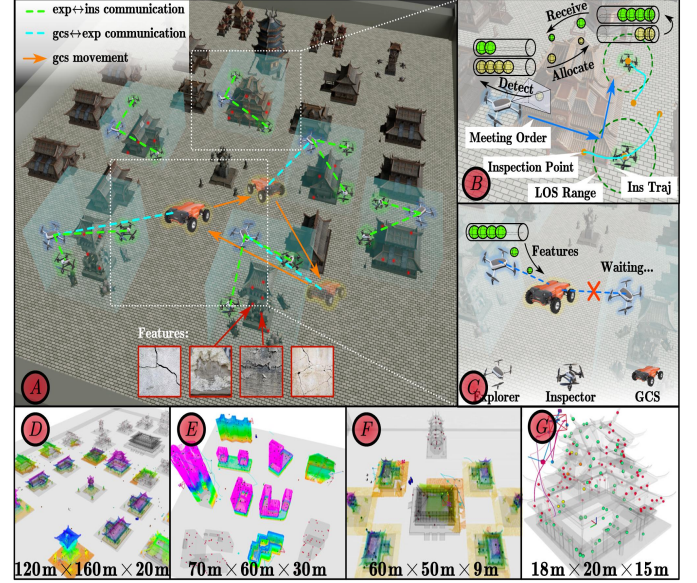 exp↔ins communication
gcs↔exp communication
gcs movement
Features:
A
Receive
Allocate
Detect
Meeting Order
Inspection Point
LOS Range
Ins Traj
B
Features
Waiting...
C
Explorer
Inspector
GCS
D
120m×160m×20m
E
70m×60m×30m
F
60m×50m×9m
G
18m×20m×15m